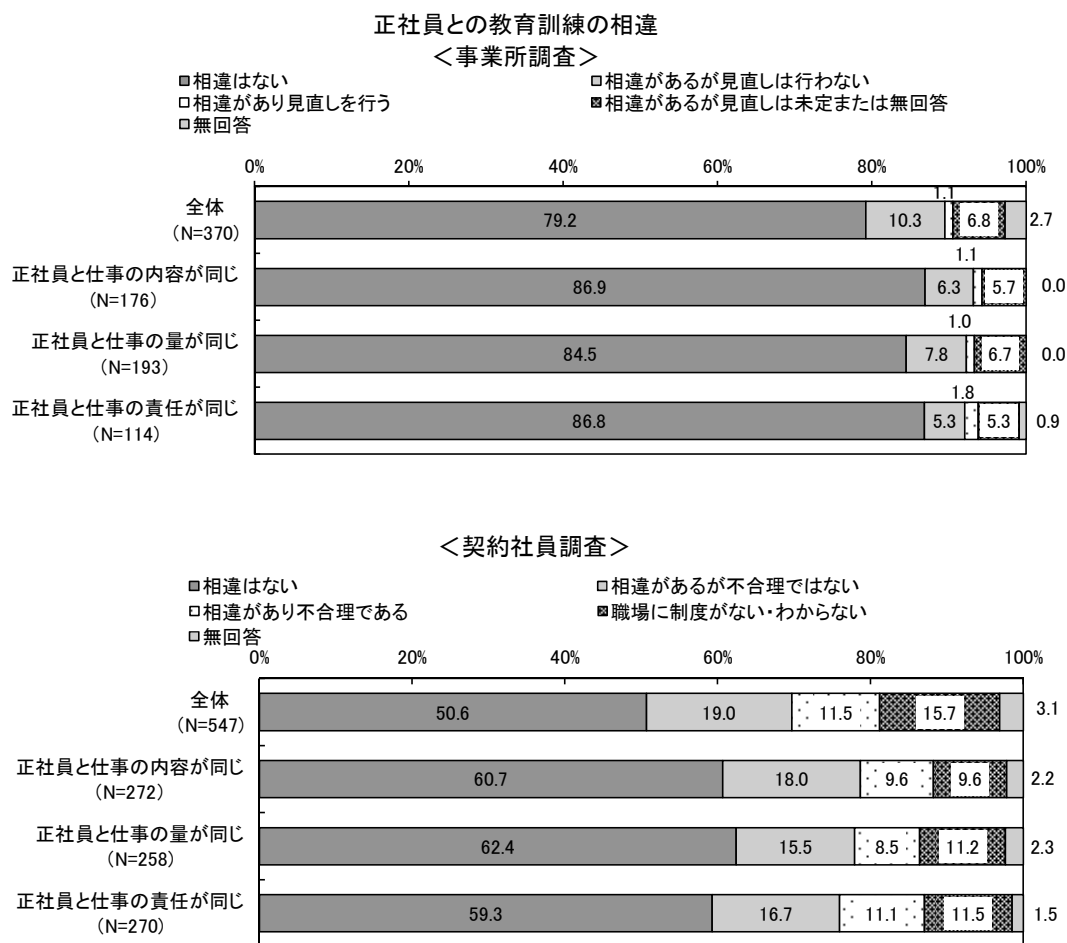 正社員との教育訓練の相違
＜事業所調査＞
相違はない 相違があるが見直しは行わない
相違があり見直しを行う 相違があるが見直しは未定または無回答
無回答
0% 20% 40% 60% 80% 100%
全体
(N=370)
79.2 10.3 1.1 6.8 2.7
正社員と仕事の内容が同じ
(N=176)
86.9 6.3 1.1 5.7 0.0
正社員と仕事の量が同じ
(N=193)
84.5 7.8 1.0 6.7 0.0
正社員と仕事の責任が同じ
(N=114)
86.8 5.3 1.8 5.3 0.9
＜契約社員調査＞
相違はない 相違があるが不合理ではない
相違があり不合理である 職場に制度がない・わからない
無回答
0% 20% 40% 60% 80% 100%
全体
(N=547)
50.6 19.0 11.5 15.7 3.1
正社員と仕事の内容が同じ
(N=272)
60.7 18.0 9.6 9.6 2.2
正社員と仕事の量が同じ
(N=258)
62.4 15.5 8.5 11.2 2.3
正社員と仕事の責任が同じ
(N=270)
59.3 16.7 11.1 11.5 1.5